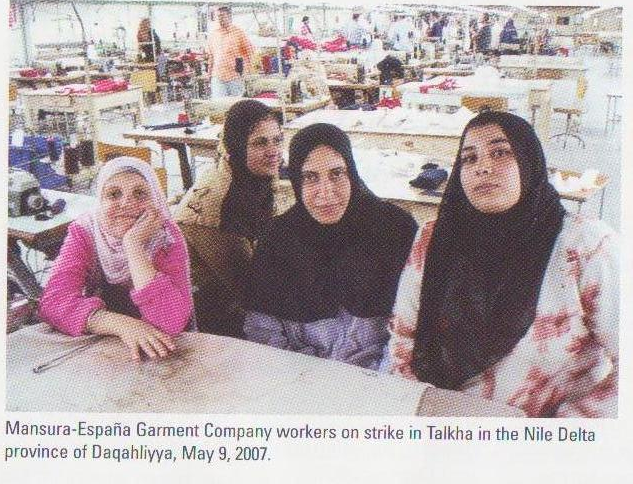 Mansura-España Garment Company workers on strike in Talkha in the Nile Delta
province of Daqahliyya, May 9, 2007.